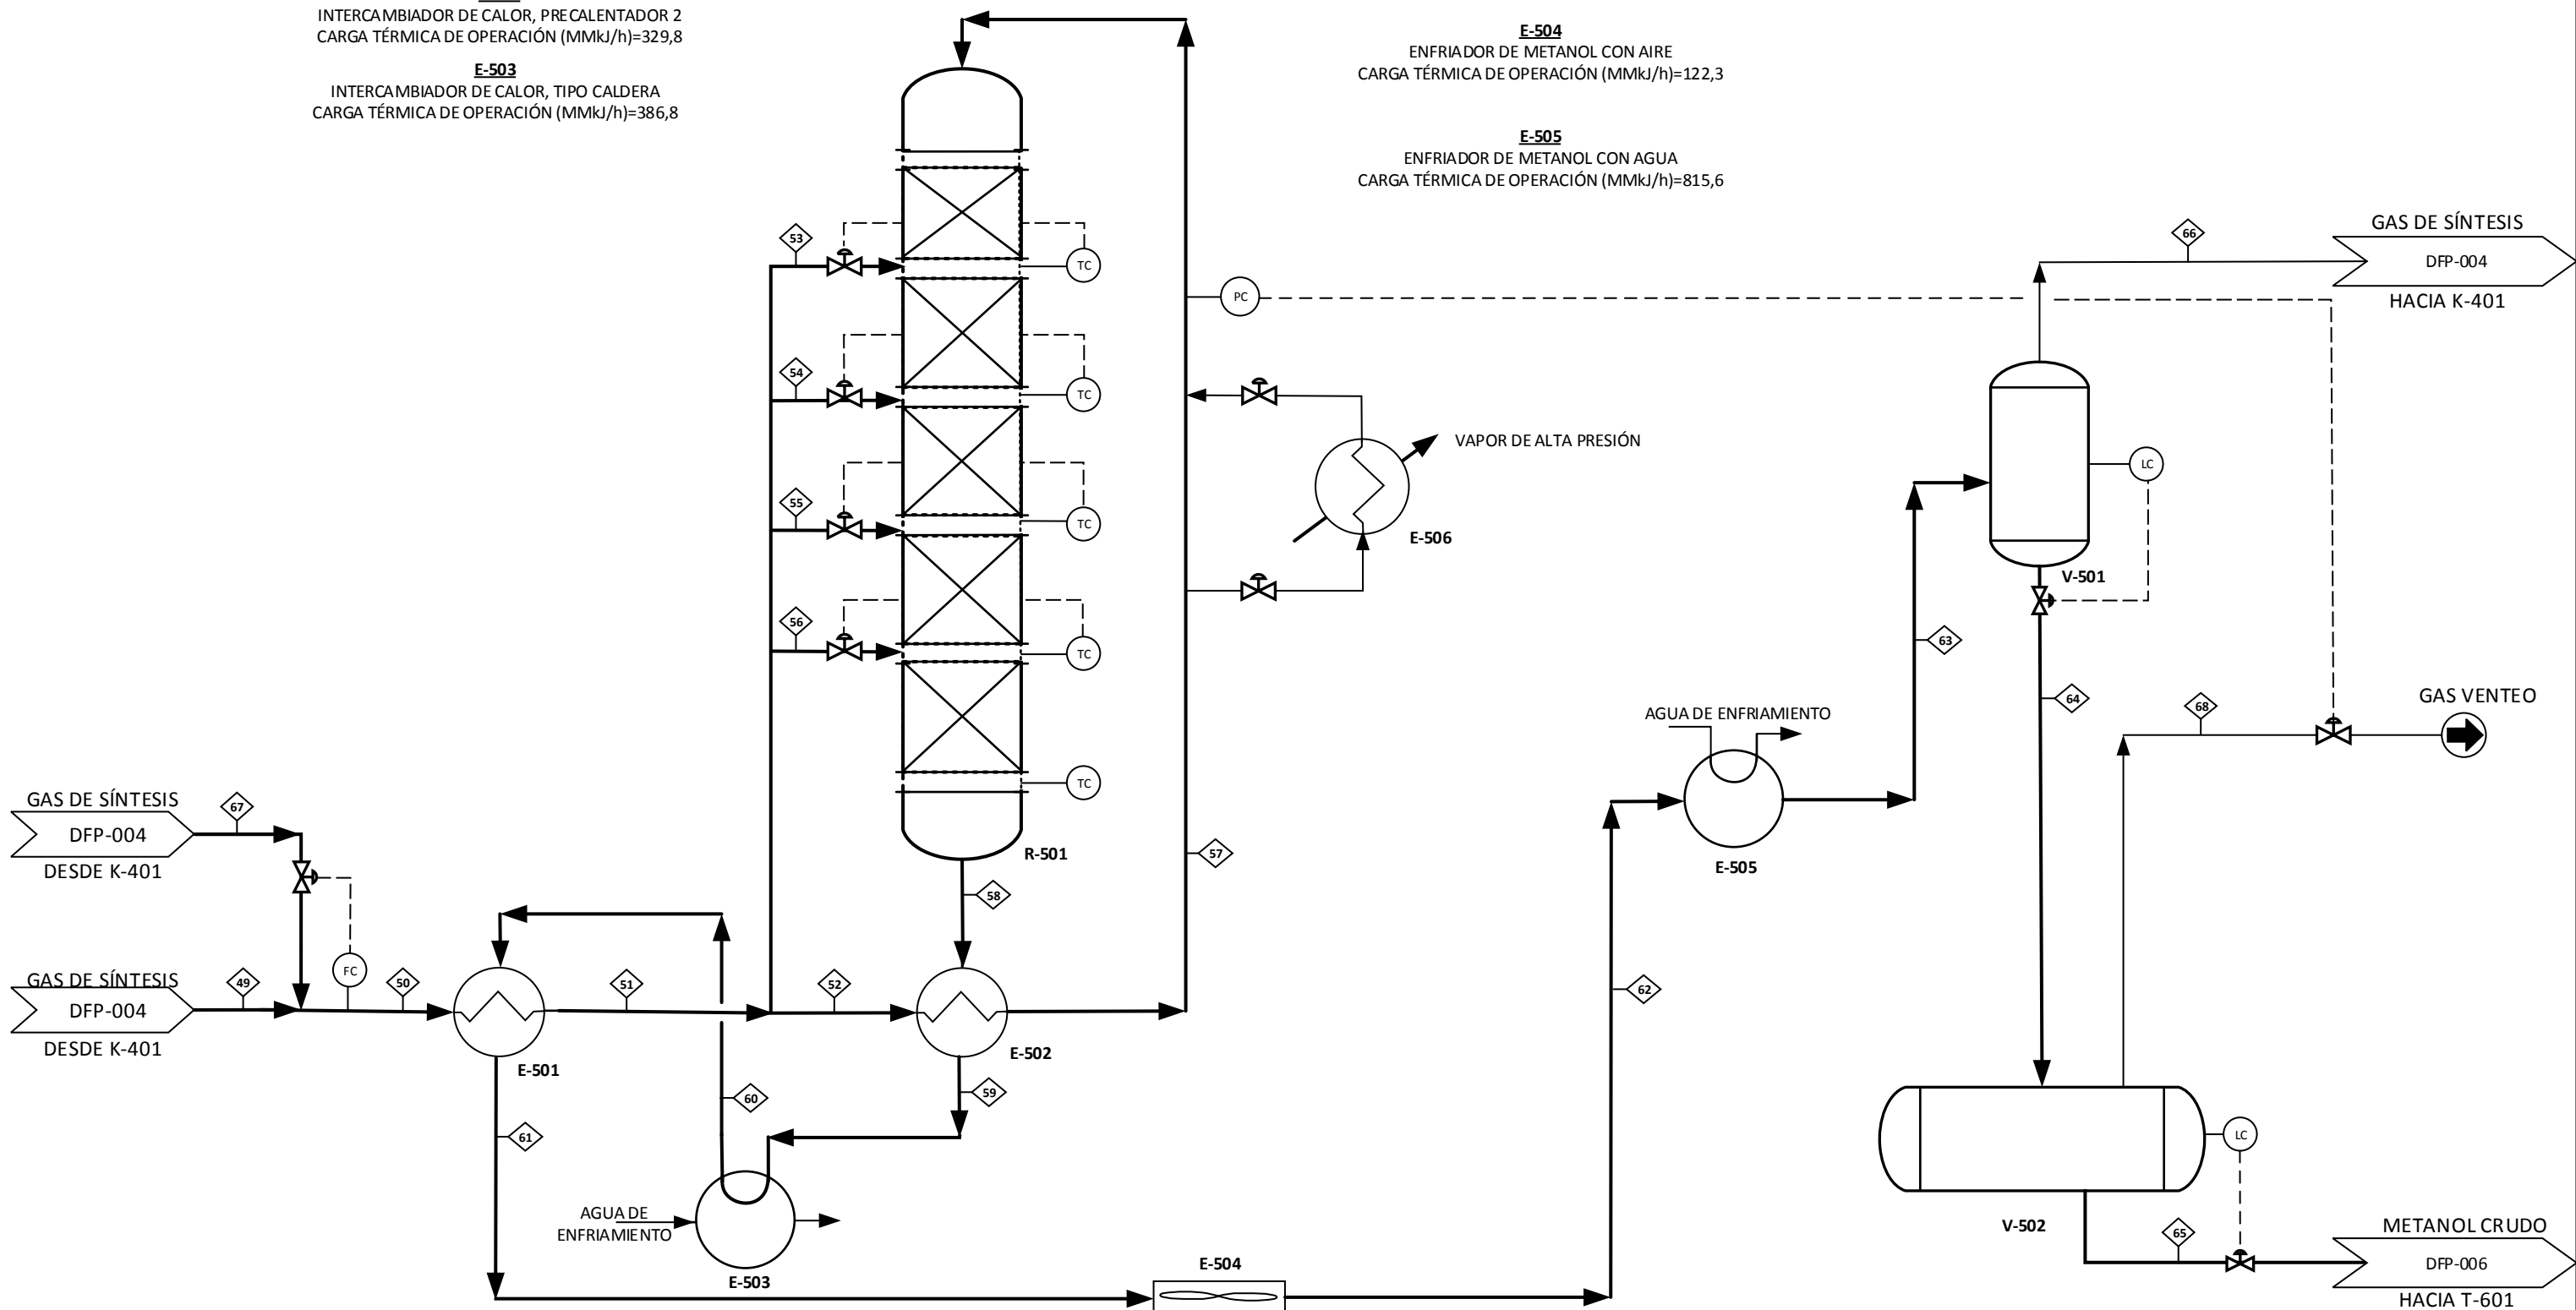 INTERCAMBIADOR DE CALOR, PRECALENTADOR 2
CARGA TÉRMICA DE OPERACIÓN (MMkJ/h)=329,8
E-503
INTERCAMBIADOR DE CALOR, TIPO CALDERA
CARGA TÉRMICA DE OPERACIÓN (MMkJ/h)=386,8
E-504
ENFRIADOR DE METANOL CON AIRE
CARGA TÉRMICA DE OPERACIÓN (MMkJ/h)=122,3
E-505
ENFRIADOR DE METANOL CON AGUA
CARGA TÉRMICA DE OPERACIÓN (MMkJ/h)=815,6
53
TC
54
TC
55
TC
56
TC
TC
R-501
PC
VAPOR DE ALTA PRESIÓN
E-506
66
GAS DE SÍNTESIS
DFP-004
HACIA K-401
LC
V-501
63
64
68
GAS VENTEO
AGUA DE ENFRIAMIENTO
E-505
57
58
GAS DE SÍNTESIS
67
DFP-004
DESDE K-401
FC
GAS DE SÍNTESIS
49
DFP-004
DESDE K-401
50
E-501
51
52
E-502
59
60
61
62
AGUA DE
ENFRIAMIENTO
E-503
E-504
LC
V-502
65
METANOL CRUDO
DFP-006
HACIA T-601